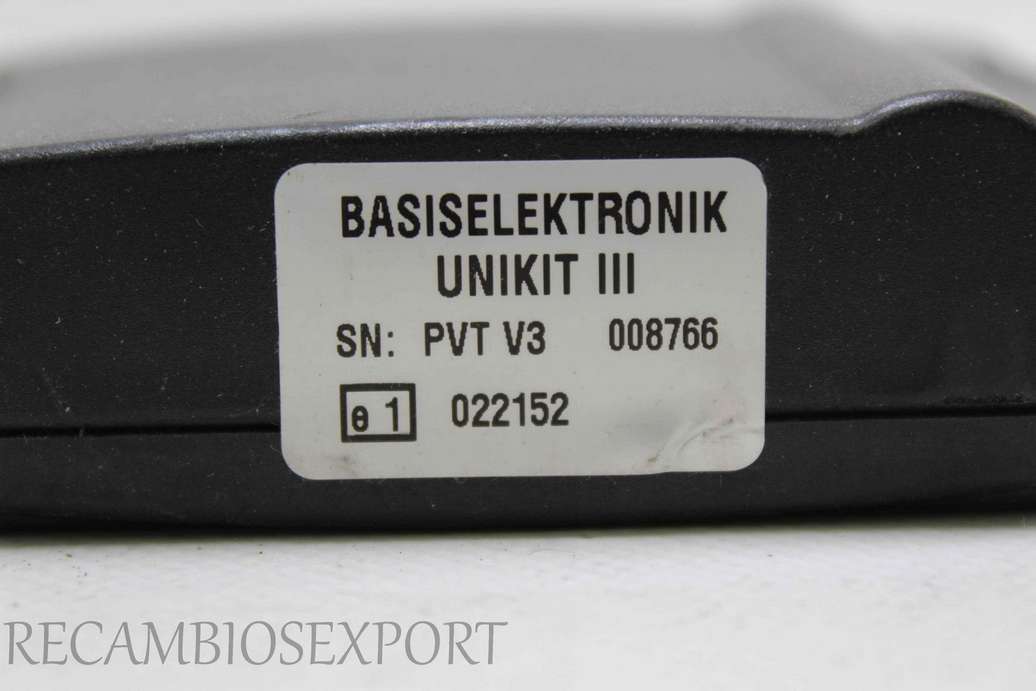 BASISELEKTRONIK
UNIKIT III
SN: PVT V3 008766
e 1 022152
RECAMBIOSEXPORT